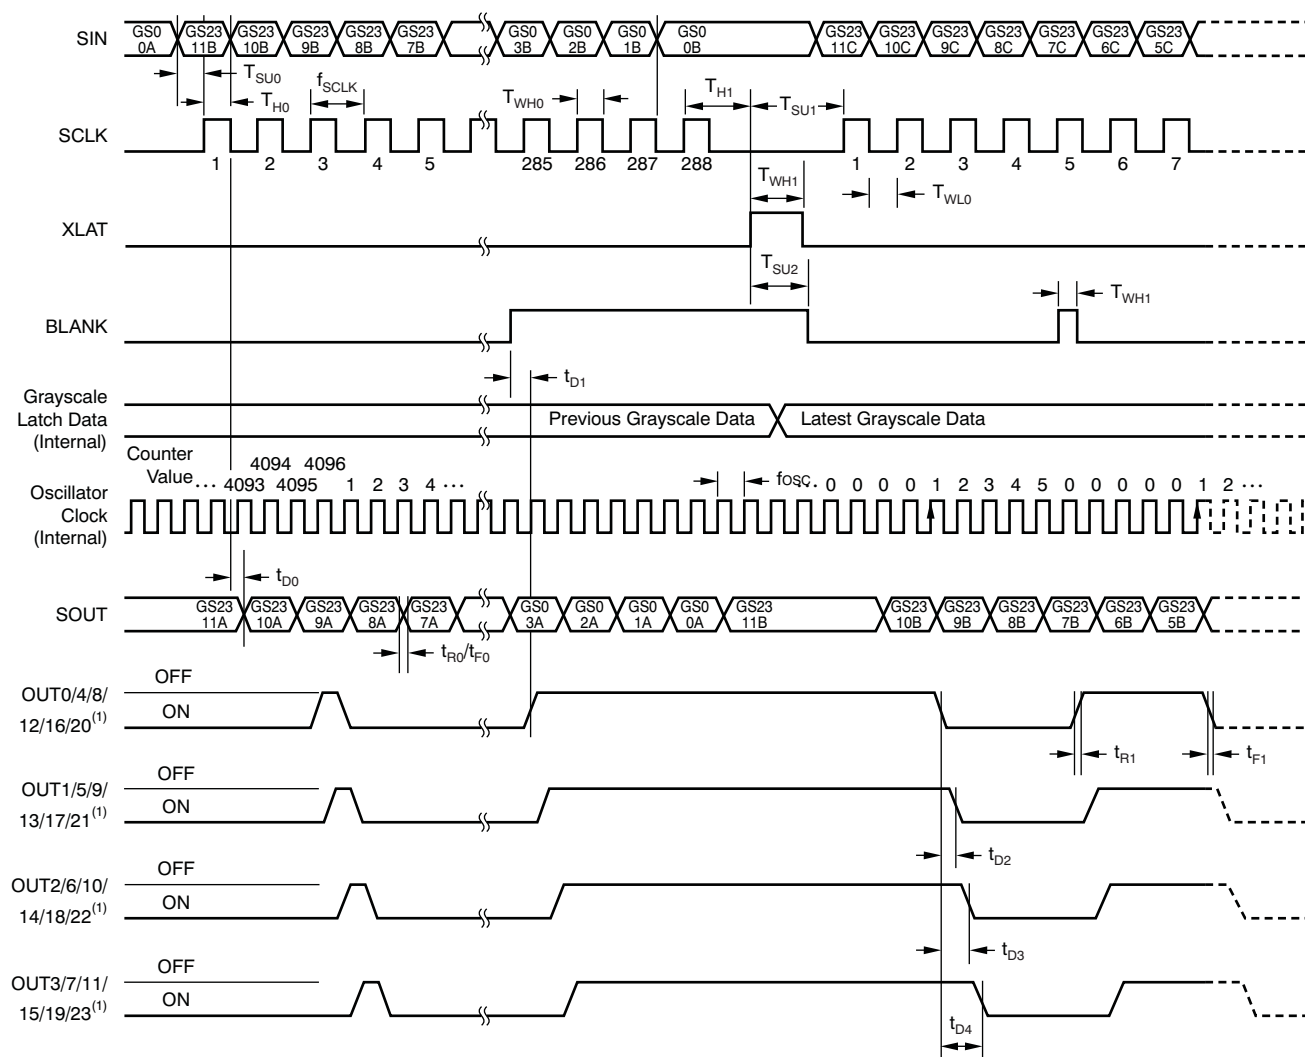 SIN
GS0 GS23 GS23 GS23 GS23 GS23 GS0 GS0 GS0 GS0 GS23 GS23 GS23 GS23 GS23 GS23 GS23
0A 11B 10B 9B 8B 7B 3B 2B 1B 0B 11C 10C 9C 8C 7C 6C 5C
TSU0 fSCLK TH1
TH0 TWH0 TSU1
SCLK
1 2 3 4 5 285 286 287 288 1 2 3 4 5 6 7
TWH1 TWL0
XLAT
TSU2
TWH1
BLANK
tD1
Grayscale
Latch Data
(Internal)
Previous Grayscale Data Latest Grayscale Data
Counter
Value
4094 4096
... 4093 4095 1 2 3 4 ...
fOSC ... 0 0 0 0 1 2 3 4 5 0 0 0 0 0 1 2 ...
Oscillator
Clock
(Internal)
tD0
SOUT
GS23 GS23 GS23 GS23 GS23 GS0 GS0 GS0 GS0 GS23 GS23 GS23 GS23 GS23 GS23 GS23
11A 10A 9A 8A 7A 3A 2A 1A 0A 11B 10B 9B 8B 7B 6B 5B
tR0/tF0
OFF
OUT0/4/8/
12/16/20(1)
ON
tR1 tF1
OFF
OUT1/5/9/
13/17/21(1)
ON
tD2
OFF
OUT2/6/10/
14/18/22(1)
ON
tD3
OFF
OUT3/7/11/
15/19/23(1)
ON
tD4